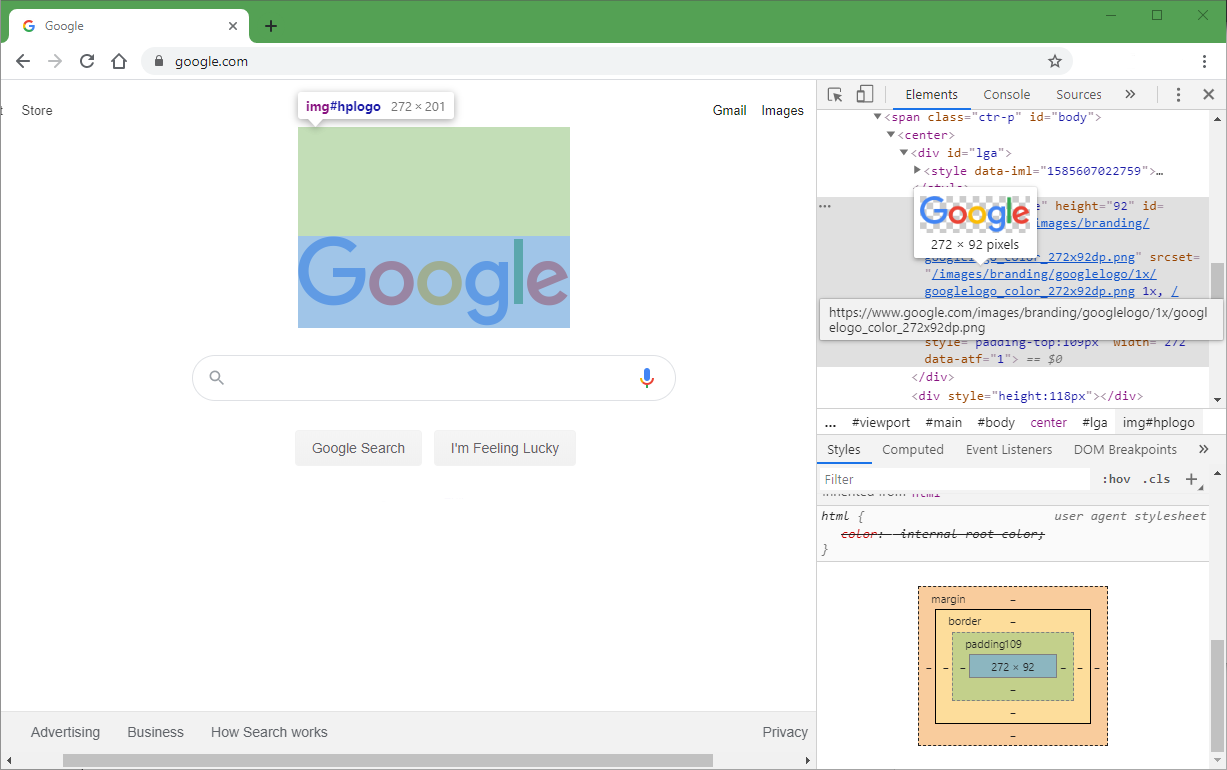 Google
google.com
Store
img#hplogo 272 × 201
Gmail Images
Google
Google Search
I'm Feeling Lucky
Advertising Business How Search works
Privacy
Elements Console Sources »
<span class="ctr-p" id="body">
<center>
<div id="lga">
<style data-iml="1585607022759">…
</style>
Google
272 × 92 pixels
" height="92" id=
images/branding/
googlelogo_color_272x92dp.png" srcset=
"/images/branding/googlelogo/1x/
googlelogo_color_272x92dp.png 1x, /
https://www.google.com/images/branding/googlelogo/1x/googl
elogo_color_272x92dp.png
style="padding-top:109px" width="272"
data-atf="1"> == $0
</div>
<div style="height:118px"></div>
... #viewport #main #body center #lga img#hplogo
Styles Computed Event Listeners DOM Breakpoints »
Filter :hov .cls +
Inherited from html
html { user agent stylesheet
color: -internal-root-color;
}
margin –
border –
padding109
– – – 272 × 92 – – –
–
–
–